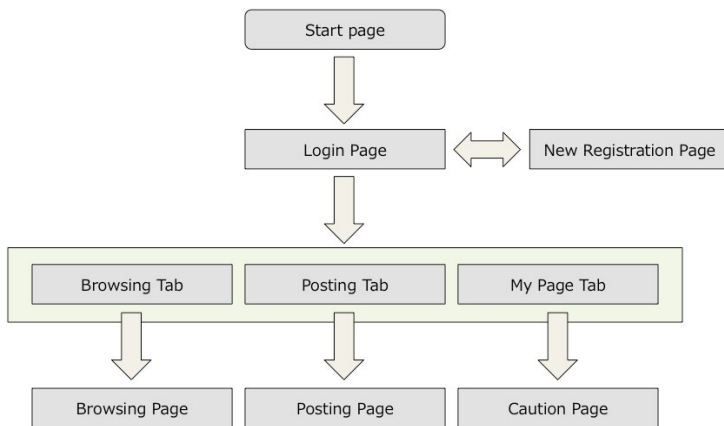 Start page
Login Page
New Registration Page
Browsing Tab
Posting Tab
My Page Tab
Browsing Page
Posting Page
Caution Page